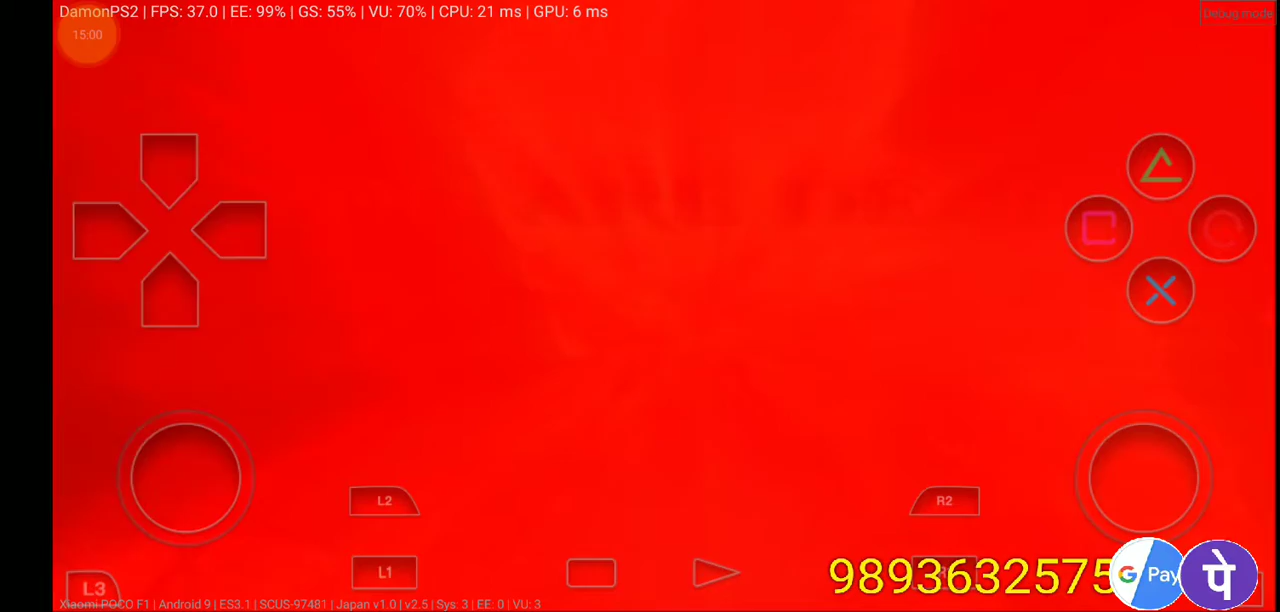 DamonPS2 | FPS: 37.0 | EE: 99% | GS: 55% | VU: 70% | CPU: 21 ms | GPU: 6 ms
Debug mode
15:00
L2
R2
L1
L3
9893632575
G Pay
पे
Xiaomi POCO F1 | Android 9 | ES3.1 | SCUS-97481 | Japan v1.0 | v2.5 | Sys: 3 | EE: 0 | VU: 3